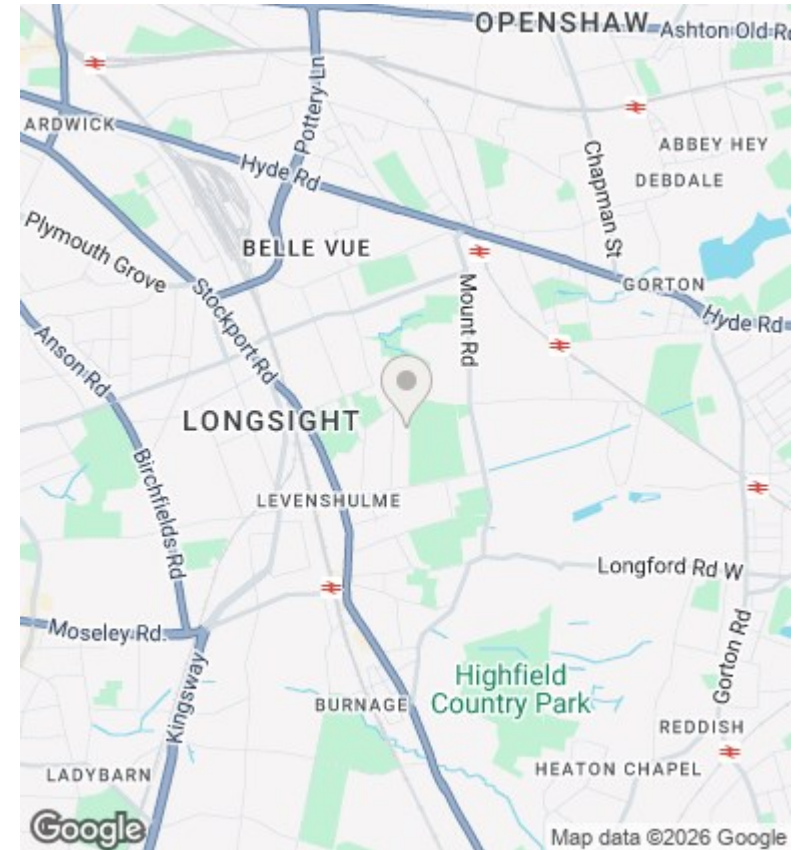 OPENSHAW
Ashton Old Rd
ARDWICK
Pottery Ln
Hyde Rd
Chapman St
ABBEY HEY
DEBDALE
Plymouth Grove
BELLE VUE
Stockport Rd
Mount Rd
GORTON
Hyde Rd
Anson Rd
LONGSIGHT
Birchfields Rd
LEVENSHULME
Longford Rd W
Moseley Rd.
Kingsway
Highfield
Country Park
Gorton Rd
BURNAGE
REDDISH
LADYBARN
HEATON CHAPEL
Google
Map data ©2026 Google